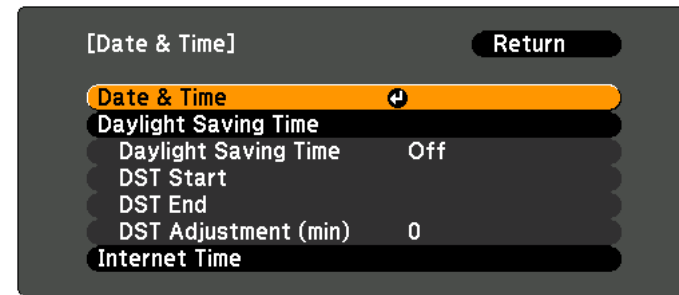 [Date & Time] Return
Date & Time
Daylight Saving Time
Daylight Saving Time Off
DST Start
DST End
DST Adjustment (min) 0
Internet Time